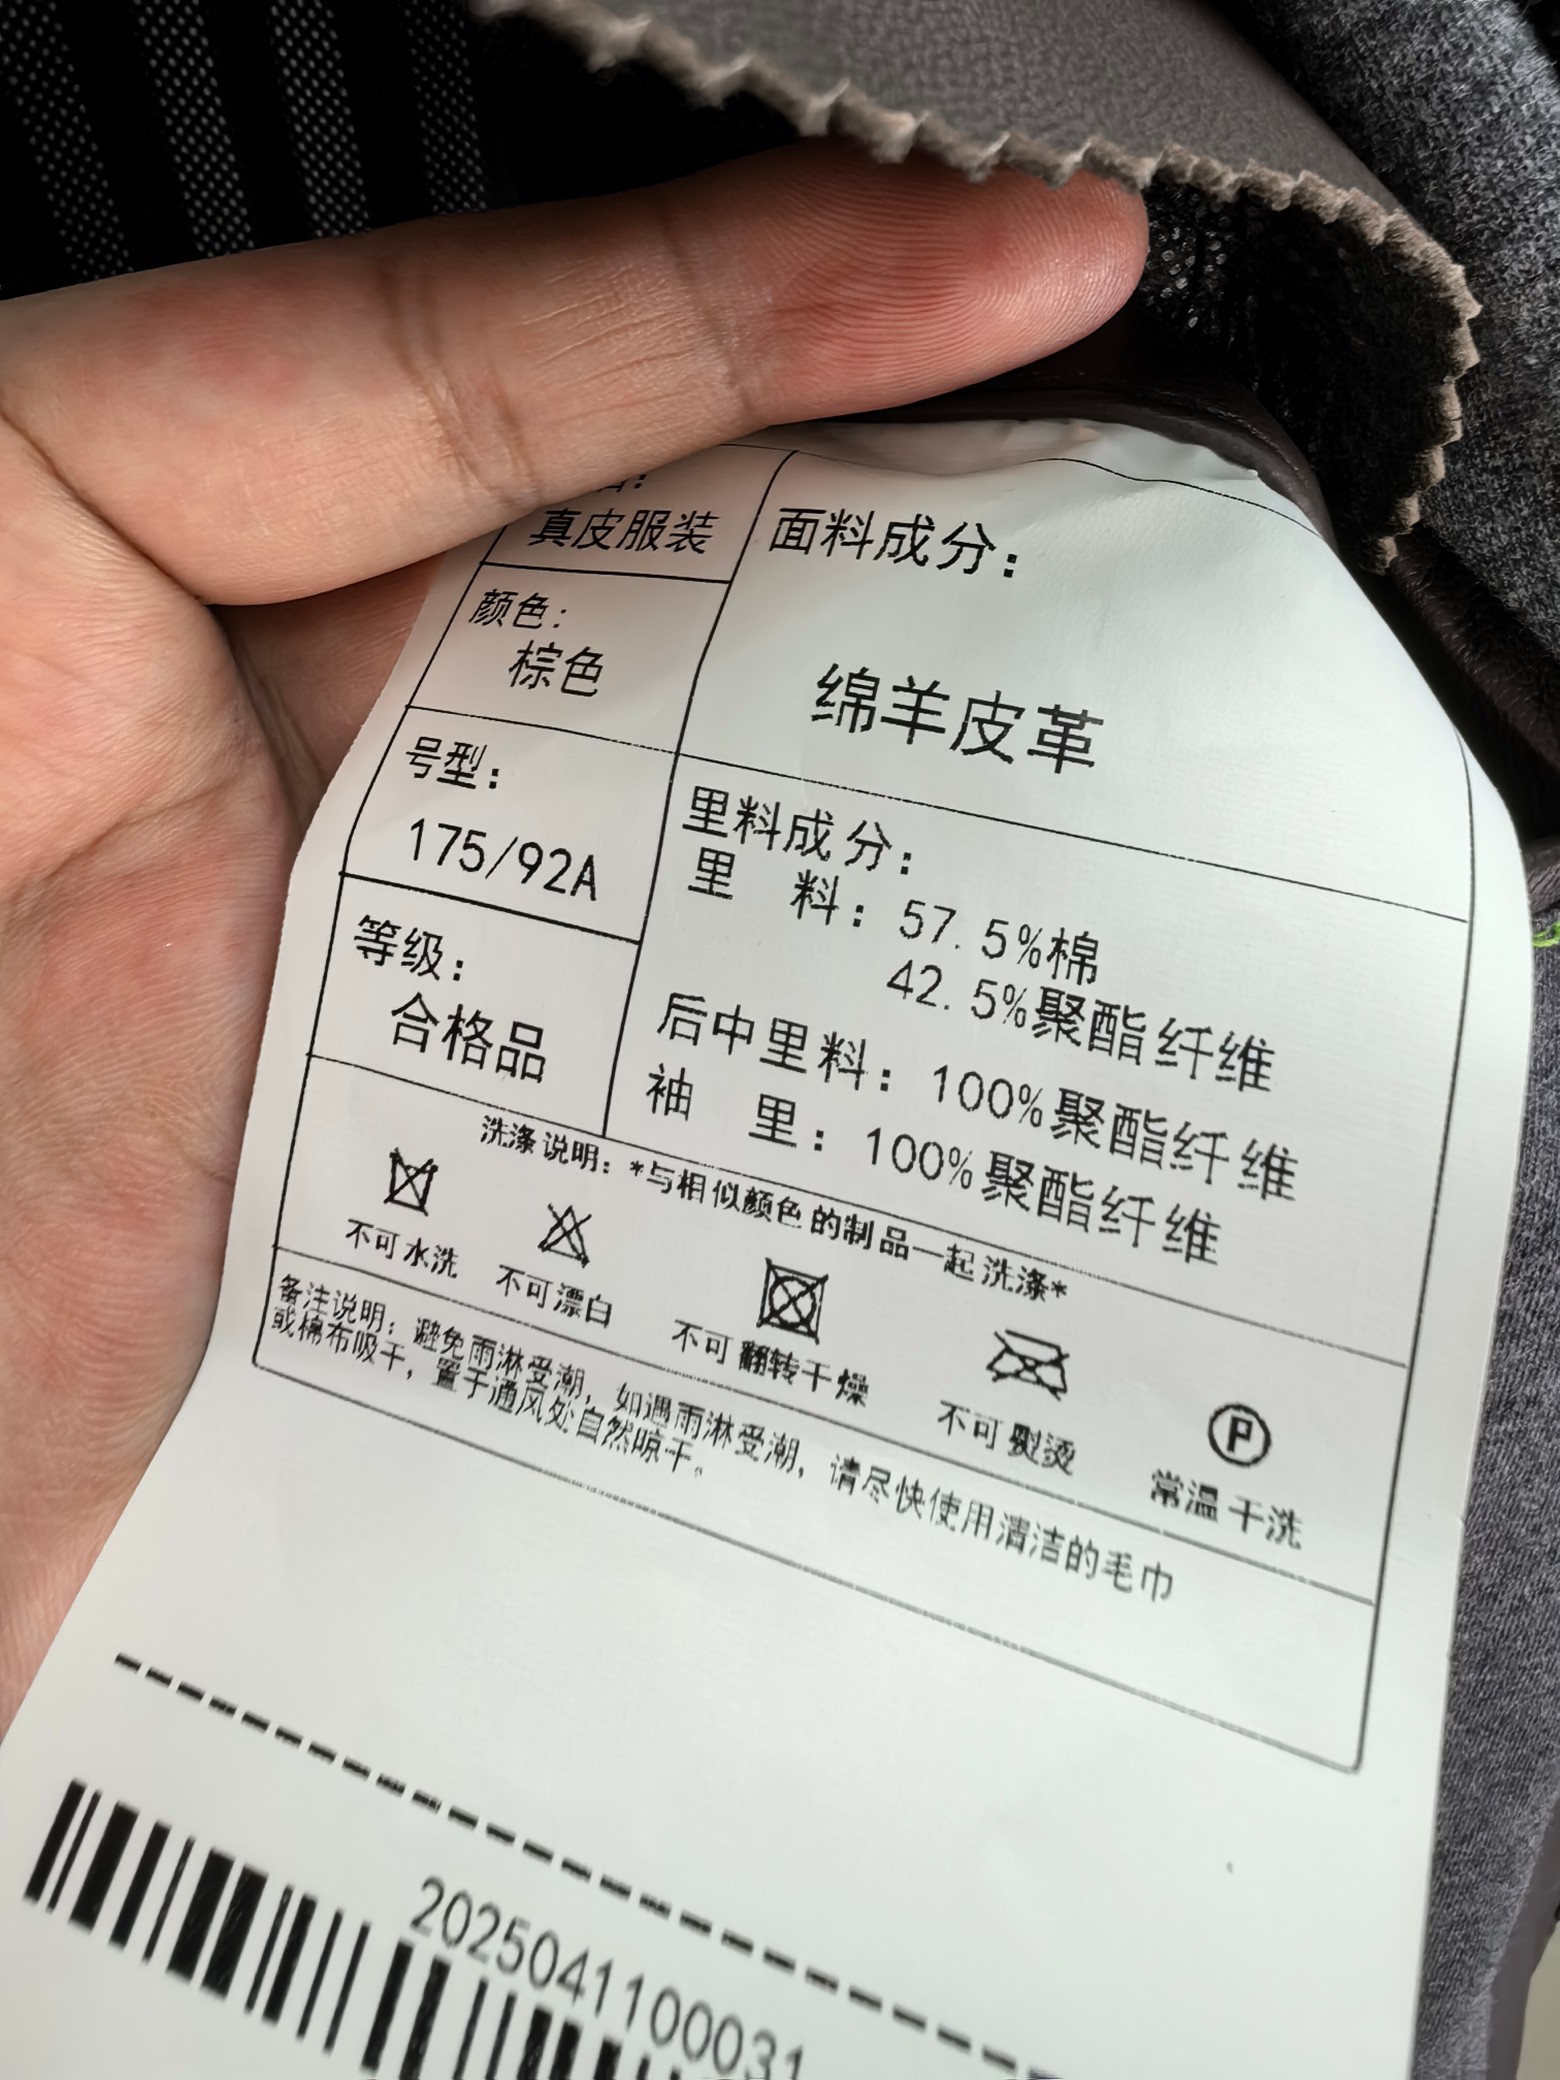 真皮服装
颜色：
棕色
号型：
175/92A
等级：
合格品
面料成分：
绵羊皮革
里料成分：
里 料：57.5%棉
42.5%聚酯纤维
后中里料：100%聚酯纤维
袖 里：100%聚酯纤维
洗涤说明：*与相似颜色的制品一起洗涤*
不可水洗
不可漂白
不可翻转干燥
不可熨烫
P
常温干洗
备注说明：避免雨淋受潮，如遇雨淋受潮，请尽快使用清洁的毛巾
或棉布吸干，置于通风处自然晾干。
2025041100031